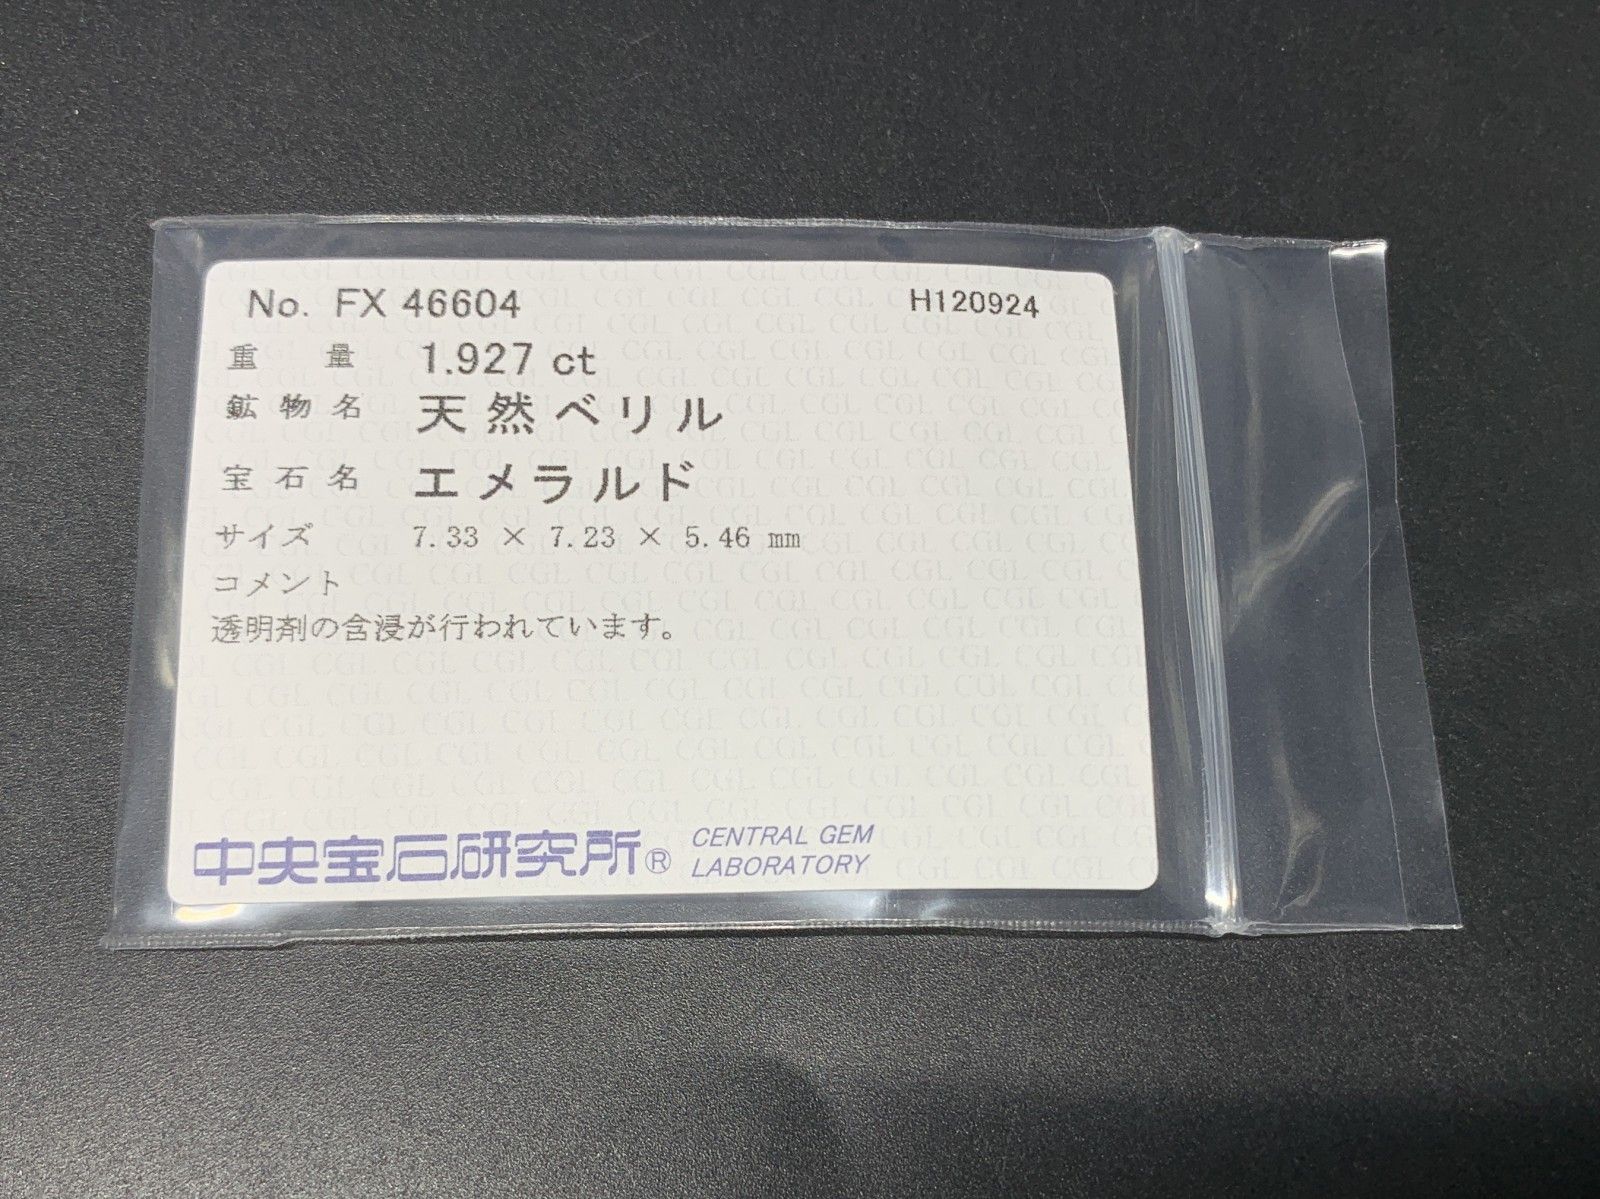 No. FX 46604 H120924
重量 1.927 ct
鉱物名 天然ベリル
宝石名 エメラルド
サイズ 7.33 × 7.23 × 5.46 mm
コメント
透明剤の含浸が行われています。
中央宝石研究所® CENTRAL GEM
LABORATORY